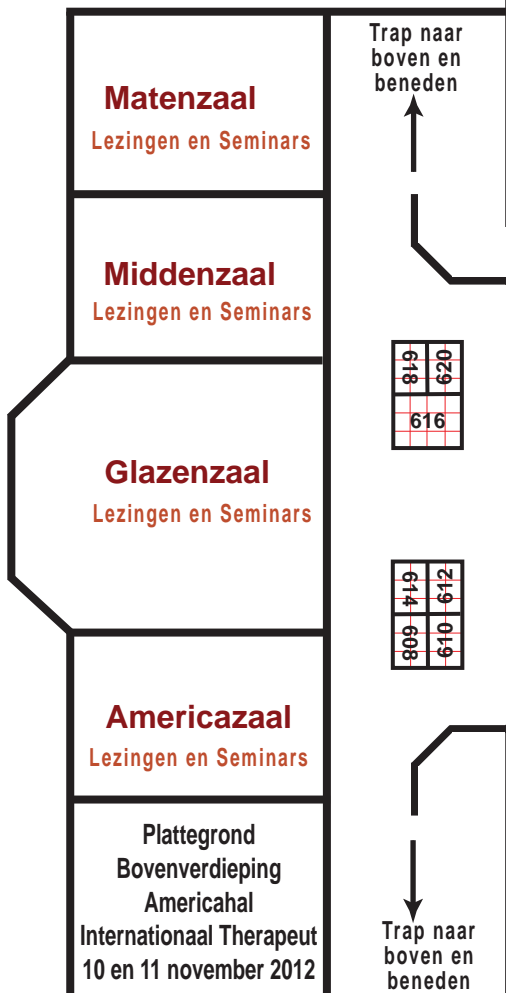 Trap naar
boven en
beneden
Matenzaal
Lezingen en Seminars
Middenzaal
Lezingen en Seminars
618
620
616
Glazenzaal
Lezingen en Seminars
614
612
608
610
Americazaal
Lezingen en Seminars
Plattegrond
Bovenverdieping
Americahal
Internationaal Therapeut
10 en 11 november 2012
Trap naar
boven en
beneden